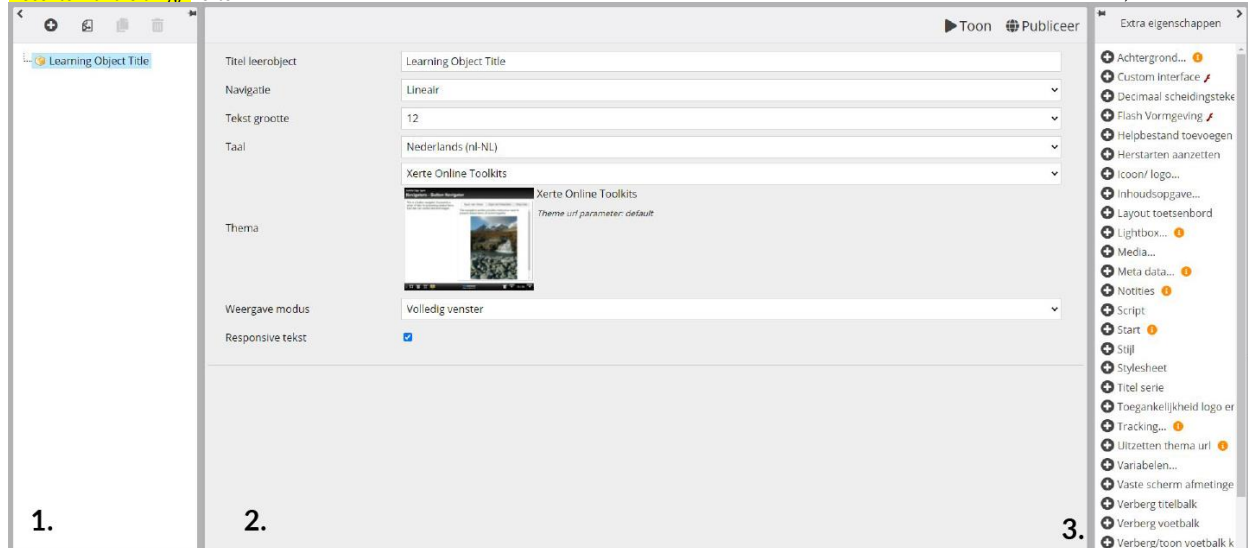 Learning Object Title
1.
Toon Publiceer
Titel leerobject Learning Object Title
Navigatie Lineair
Tekst grootte 12
Taal Nederlands (nl-NL)
Xerte Online Toolkits
Thema
Xerte Online Toolkits
Theme url parameter: default
Weergave modus Volledig venster
Responsive tekst
2.
3.
Extra eigenschappen
Achtergrond...
Custom interface
Decimaal scheidingsteke
Flash Vormgeving
Helpbestand toevoegen
Herstarten aanzetten
Icoon/ logo...
Inhoudsopgave...
Layout toetsenbord
Lightbox...
Media...
Meta data...
Notities
Script
Start
Stijl
Stylesheet
Titel serie
Toegankelijkheid logo er
Tracking...
Uitzetten thema url
Variabelen...
Vaste scherm afmetinge
Verberg titelbalk
Verberg voetbalk
Verberg/toon voetbalk k